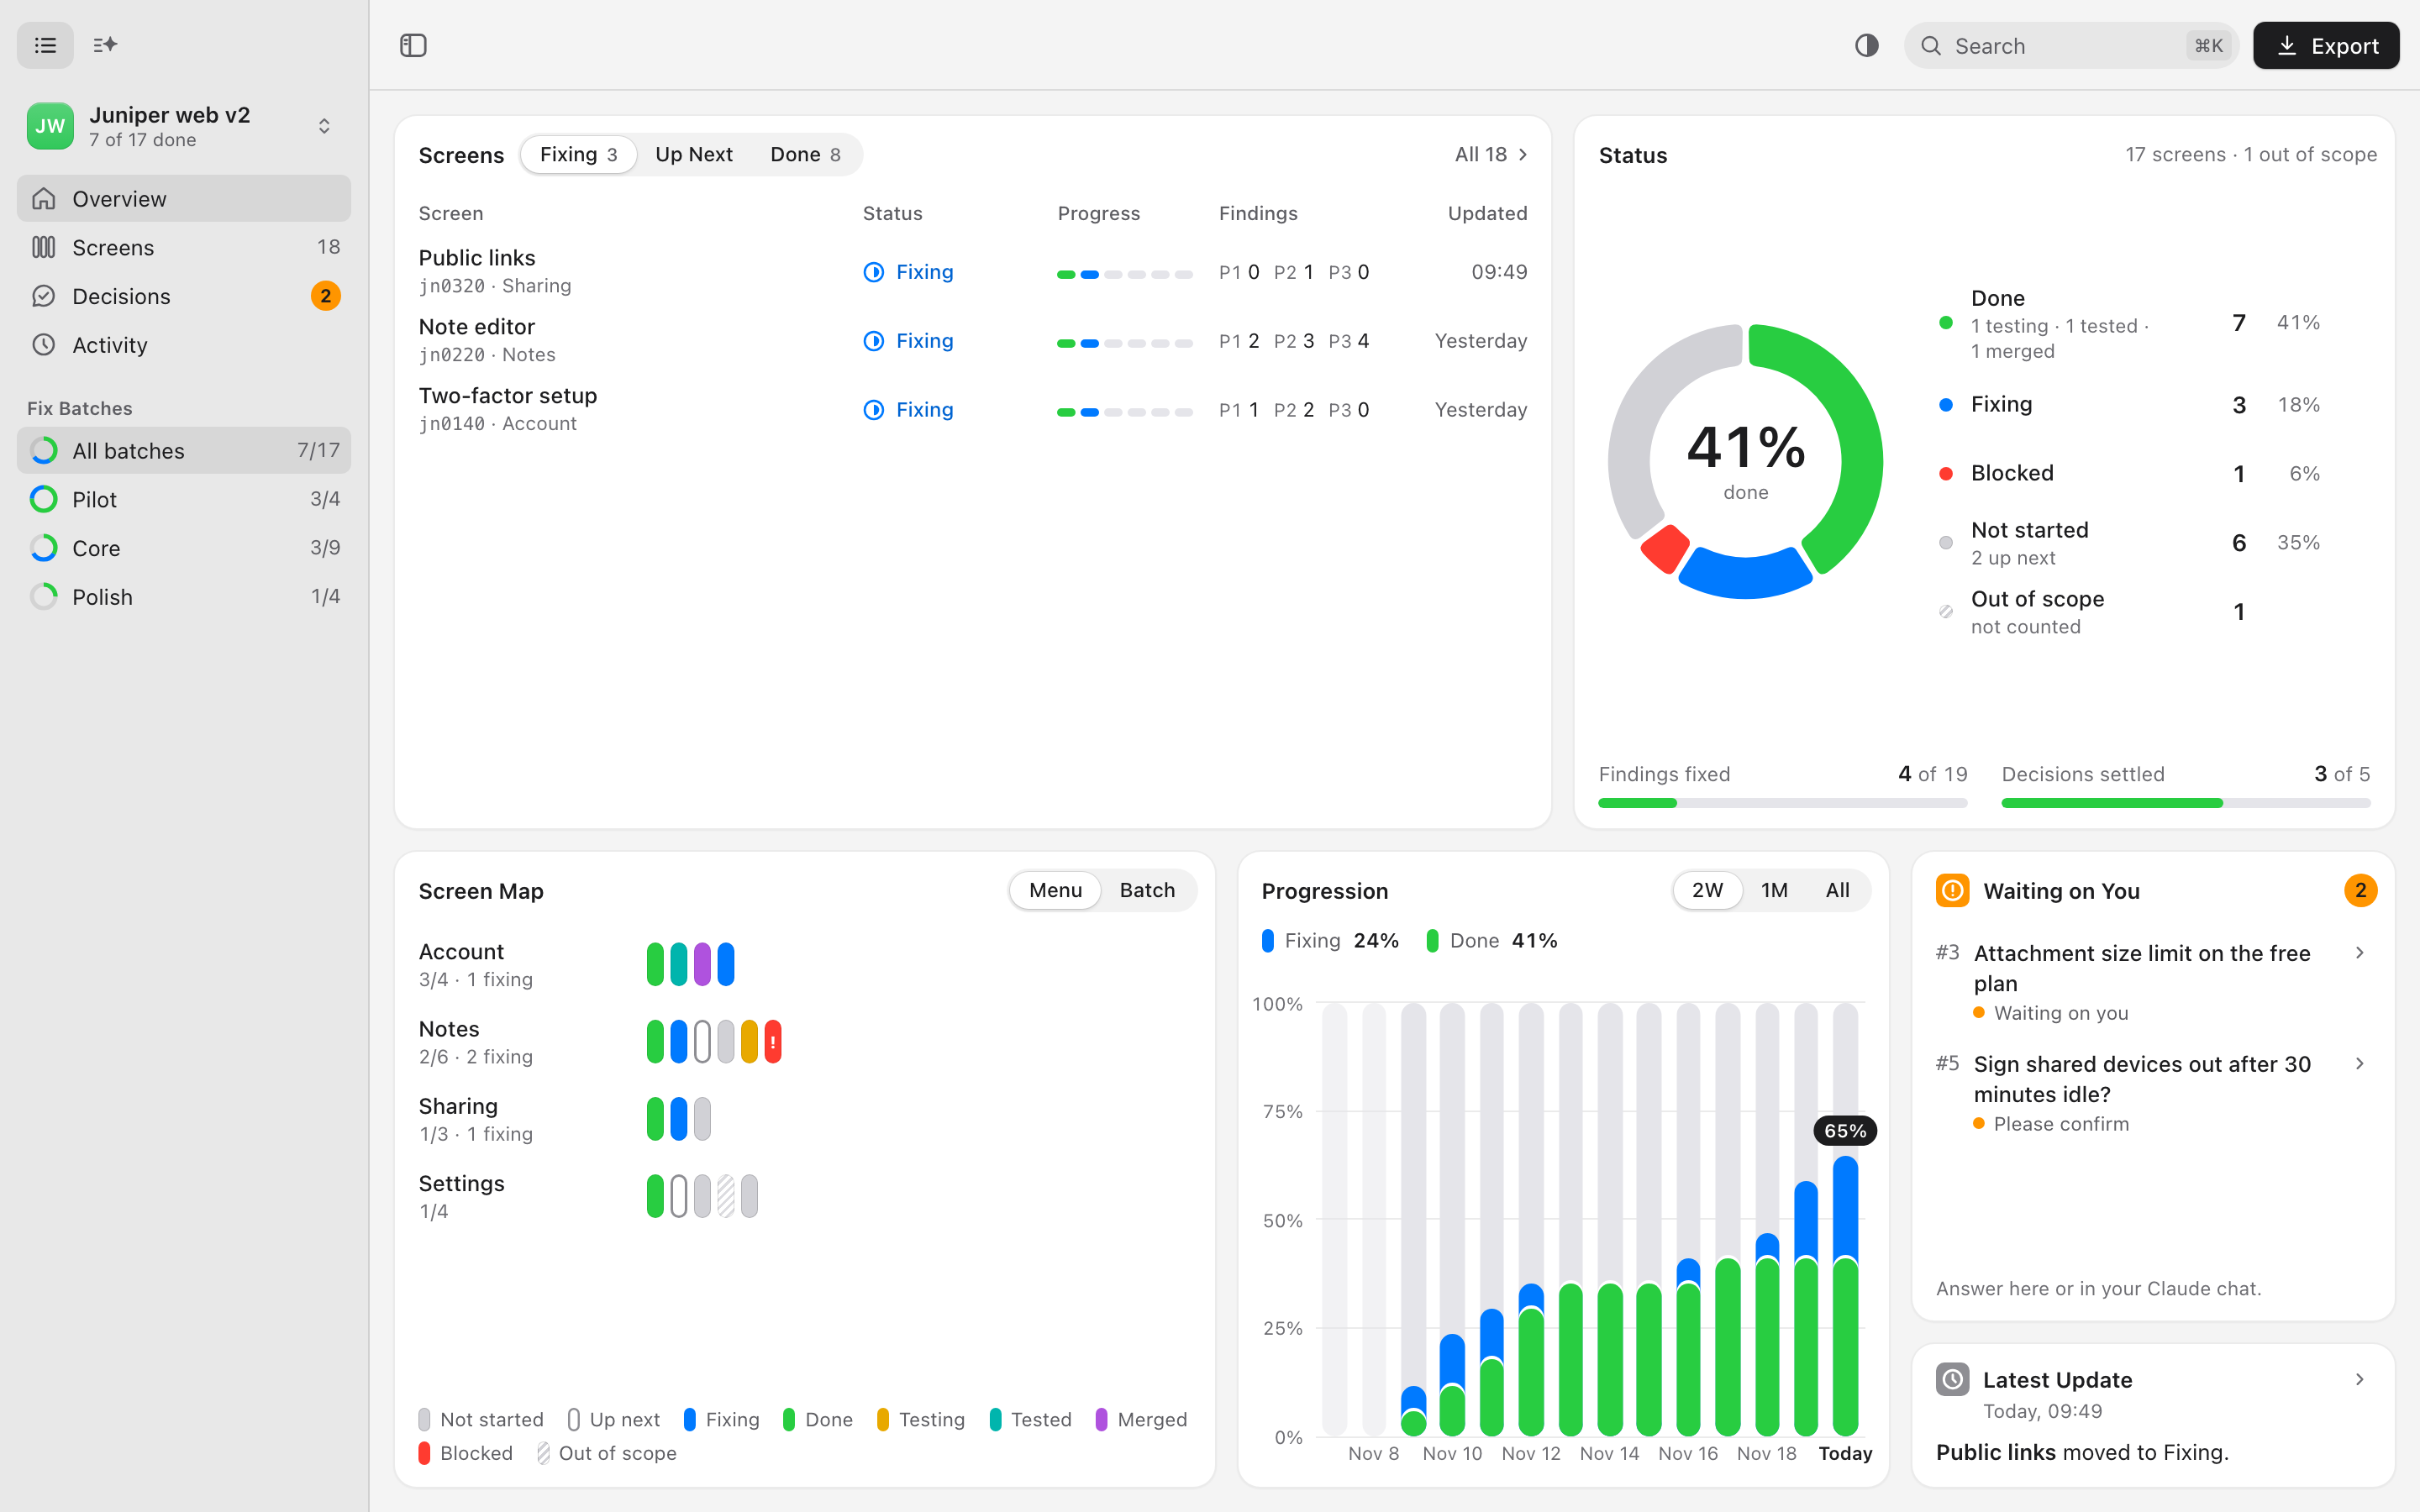 JW
Juniper web v2
7 of 17 done
Overview
Screens 18
Decisions 2
Activity
Fix Batches
All batches 7/17
Pilot 3/4
Core 3/9
Polish 1/4
Search ⌘K
Export
Screens Fixing 3 Up Next Done 8 All 18
Screen Status Progress Findings Updated
Public links
jn0320 · Sharing
Fixing P1 0 P2 1 P3 0 09:49
Note editor
jn0220 · Notes
Fixing P1 2 P2 3 P3 4 Yesterday
Two-factor setup
jn0140 · Account
Fixing P1 1 P2 2 P3 0 Yesterday
Status 17 screens · 1 out of scope
41%
done
Done
1 testing · 1 tested ·
1 merged
7 41%
Fixing 3 18%
Blocked 1 6%
Not started
2 up next
6 35%
Out of scope
not counted
1
Findings fixed 4 of 19
Decisions settled 3 of 5
Screen Map Menu Batch
Account
3/4 · 1 fixing
Notes
2/6 · 2 fixing
!
Sharing
1/3 · 1 fixing
Settings
1/4
Not started Up next Fixing Done Testing Tested Merged
Blocked Out of scope
Progression 2W 1M All
Fixing 24% Done 41%
100%
75%
65%
50%
25%
0%
Nov 8 Nov 10 Nov 12 Nov 14 Nov 16 Nov 18 Today
Waiting on You 2
#3 Attachment size limit on the free
plan
Waiting on you
#5 Sign shared devices out after 30
minutes idle?
Please confirm
Answer here or in your Claude chat.
Latest Update
Today, 09:49
Public links moved to Fixing.